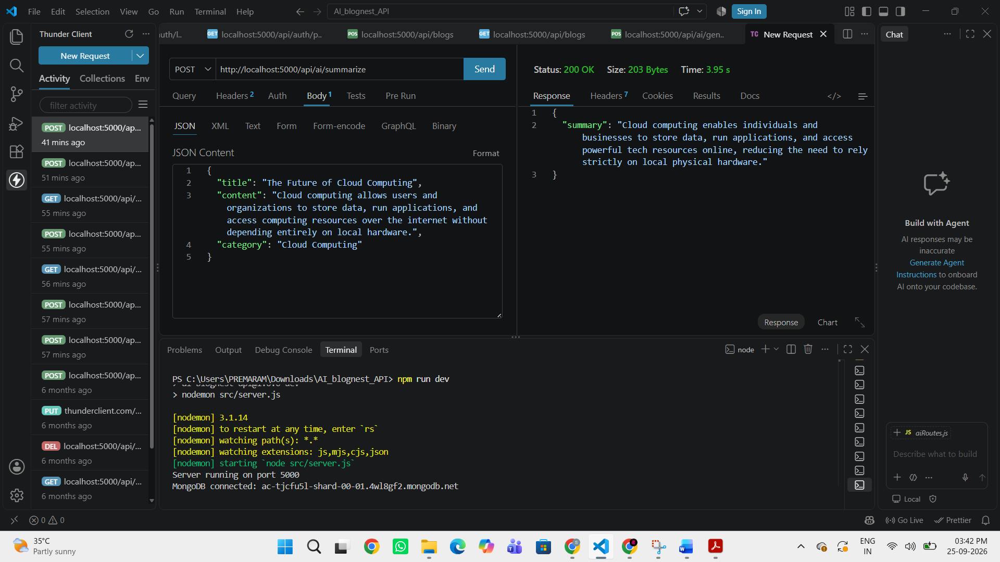 File Edit Selection View Go Run Terminal Help
AI_blognest_API
Sign In
Thunder Client
New Request
Activity Collections Env
filter activity
POST localhost:5000/ap...
41 mins ago
POST localhost:5000/ap...
51 mins ago
GET localhost:5000/api/...
55 mins ago
POST localhost:5000/ap...
55 mins ago
GET localhost:5000/api/...
56 mins ago
POST localhost:5000/ap...
57 mins ago
POST localhost:5000/ap...
57 mins ago
POST localhost:5000/ap...
6 months ago
PUT thunderclient.com/...
6 months ago
DEL localhost:5000/api/...
6 months ago
GET localhost:5000/api/...
6 months ago
uth/l.. GET localhost:5000/api/auth/p.. POS localhost:5000/api/blogs GET localhost:5000/api/blogs POS localhost:5000/api/ai/gen.. TC New Request
POST http://localhost:5000/api/ai/summarize Send
Query Headers 2 Auth Body 1 Tests Pre Run
JSON XML Text Form Form-encode GraphQL Binary
JSON Content Format
1 {
2 "title": "The Future of Cloud Computing",
3 "content": "Cloud computing allows users and
organizations to store data, run applications, and
access computing resources over the internet without
depending entirely on local hardware.",
4 "category": "Cloud Computing"
5 }
Status: 200 OK Size: 203 Bytes Time: 3.95 s
Response Headers 7 Cookies Results Docs </>
1 {
2 "summary": "Cloud computing enables individuals and
businesses to store data, run applications, and access
powerful tech resources online, reducing the need to rely
strictly on local physical hardware."
3 }
Response Chart
Problems Output Debug Console Terminal Ports
node
PS C:\Users\PREMARAM\Downloads\AI_blognest_API> npm run dev
> nodemon src/server.js
[nodemon] 3.1.14
[nodemon] to restart at any time, enter `rs`
[nodemon] watching path(s): *.*
[nodemon] watching extensions: js,mjs,cjs,json
[nodemon] starting `node src/server.js`
Server running on port 5000
MongoDB connected: ac-tjcfu5l-shard-00-01.4wl8gf2.mongodb.net
Chat
Build with Agent
AI responses may be
inaccurate
Generate Agent
Instructions to onboard
AI onto your codebase.
JS aiRoutes.js
Describe what to build
Local
0 0
Go Live Prettier
35°C
Partly sunny
ENG
IN
03:42 PM
25-09-2026